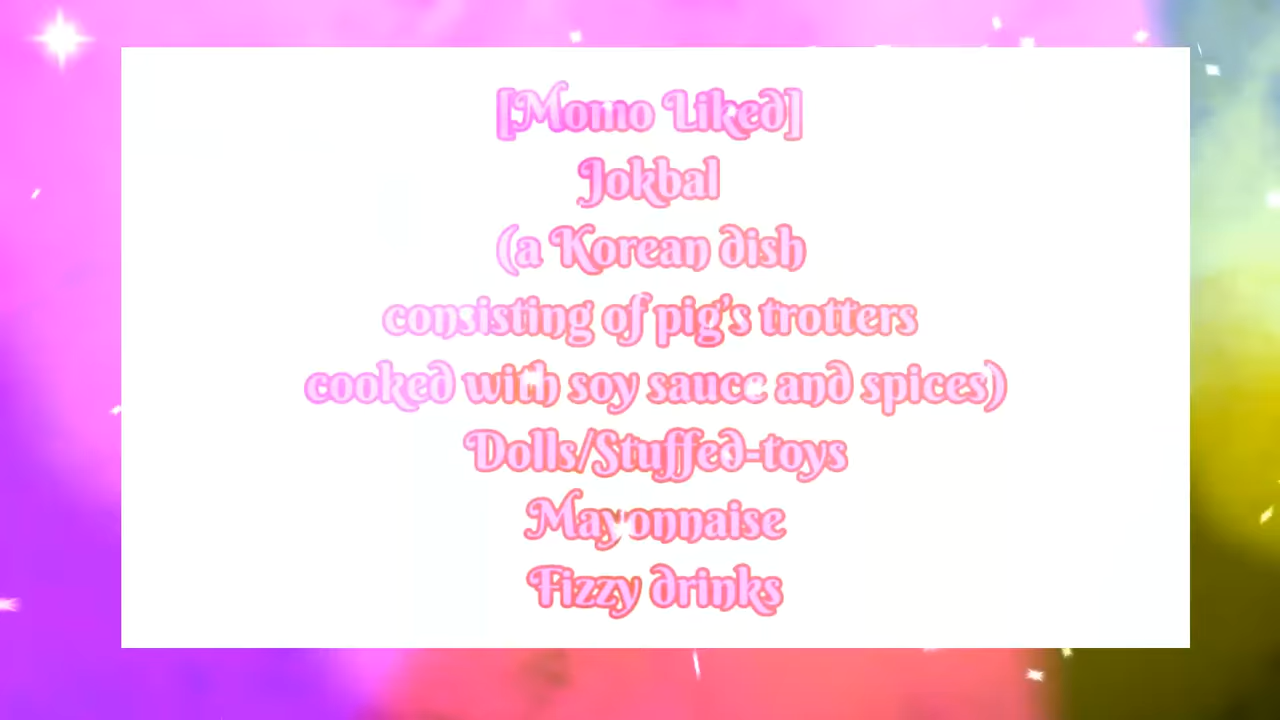 [Momo Liked]
Jokbal
(a Korean dish
consisting of pig's trotters
cooked with soy sauce and spices)
Dolls/Stuffed-toys
Mayonnaise
Fizzy drinks